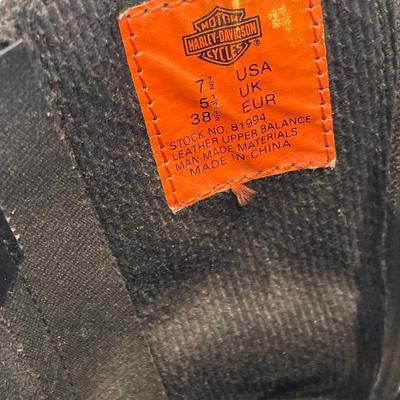 MOTOR
HARLEY-DAVIDSON
CYCLES
7½ USA
5½ UK
38½ EUR
STOCK NO. 81994
LEATHER UPPER BALANCE
MAN MADE MATERIALS
MADE IN CHINA